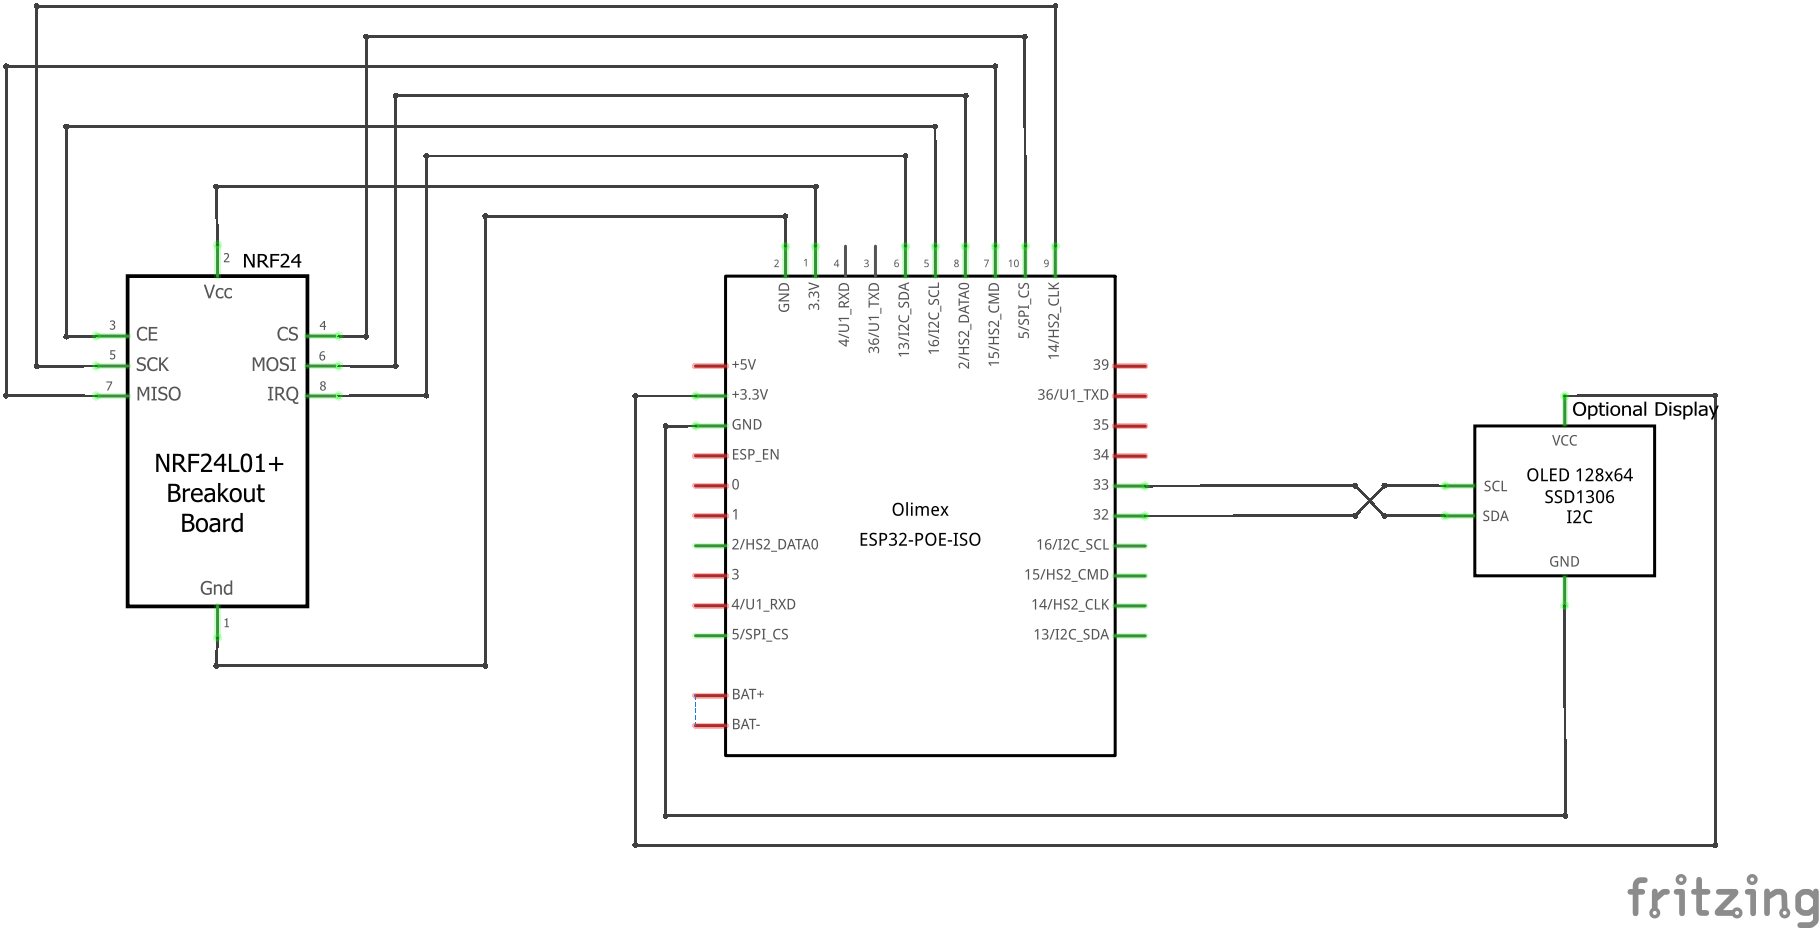 NRF24
2
Vcc
3
CE
4
CS
5
SCK
6
MOSI
7
MISO
8
IRQ
NRF24L01+
Breakout
Board
Gnd
1
2
1
4
3
6
5
8
7
10
9
GND
3.3V
4/U1_RXD
36/U1_TXD
13/I2C_SDA
16/I2C_SCL
2/HS2_DATA0
15/HS2_CMD
5/SPI_CS
14/HS2_CLK
+5V
+3.3V
GND
ESP_EN
0
1
2/HS2_DATA0
3
4/U1_RXD
5/SPI_CS
BAT+
BAT-
Olimex
ESP32-POE-ISO
39
36/U1_TXD
35
34
33
32
16/I2C_SCL
15/HS2_CMD
14/HS2_CLK
13/I2C_SDA
Optional Display
VCC
OLED 128x64
SSD1306
I2C
SCL
SDA
GND
fritzing